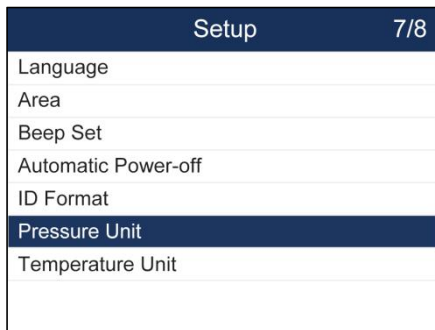 Setup 7/8
Language
Area
Beep Set
Automatic Power-off
ID Format
Pressure Unit
Temperature Unit